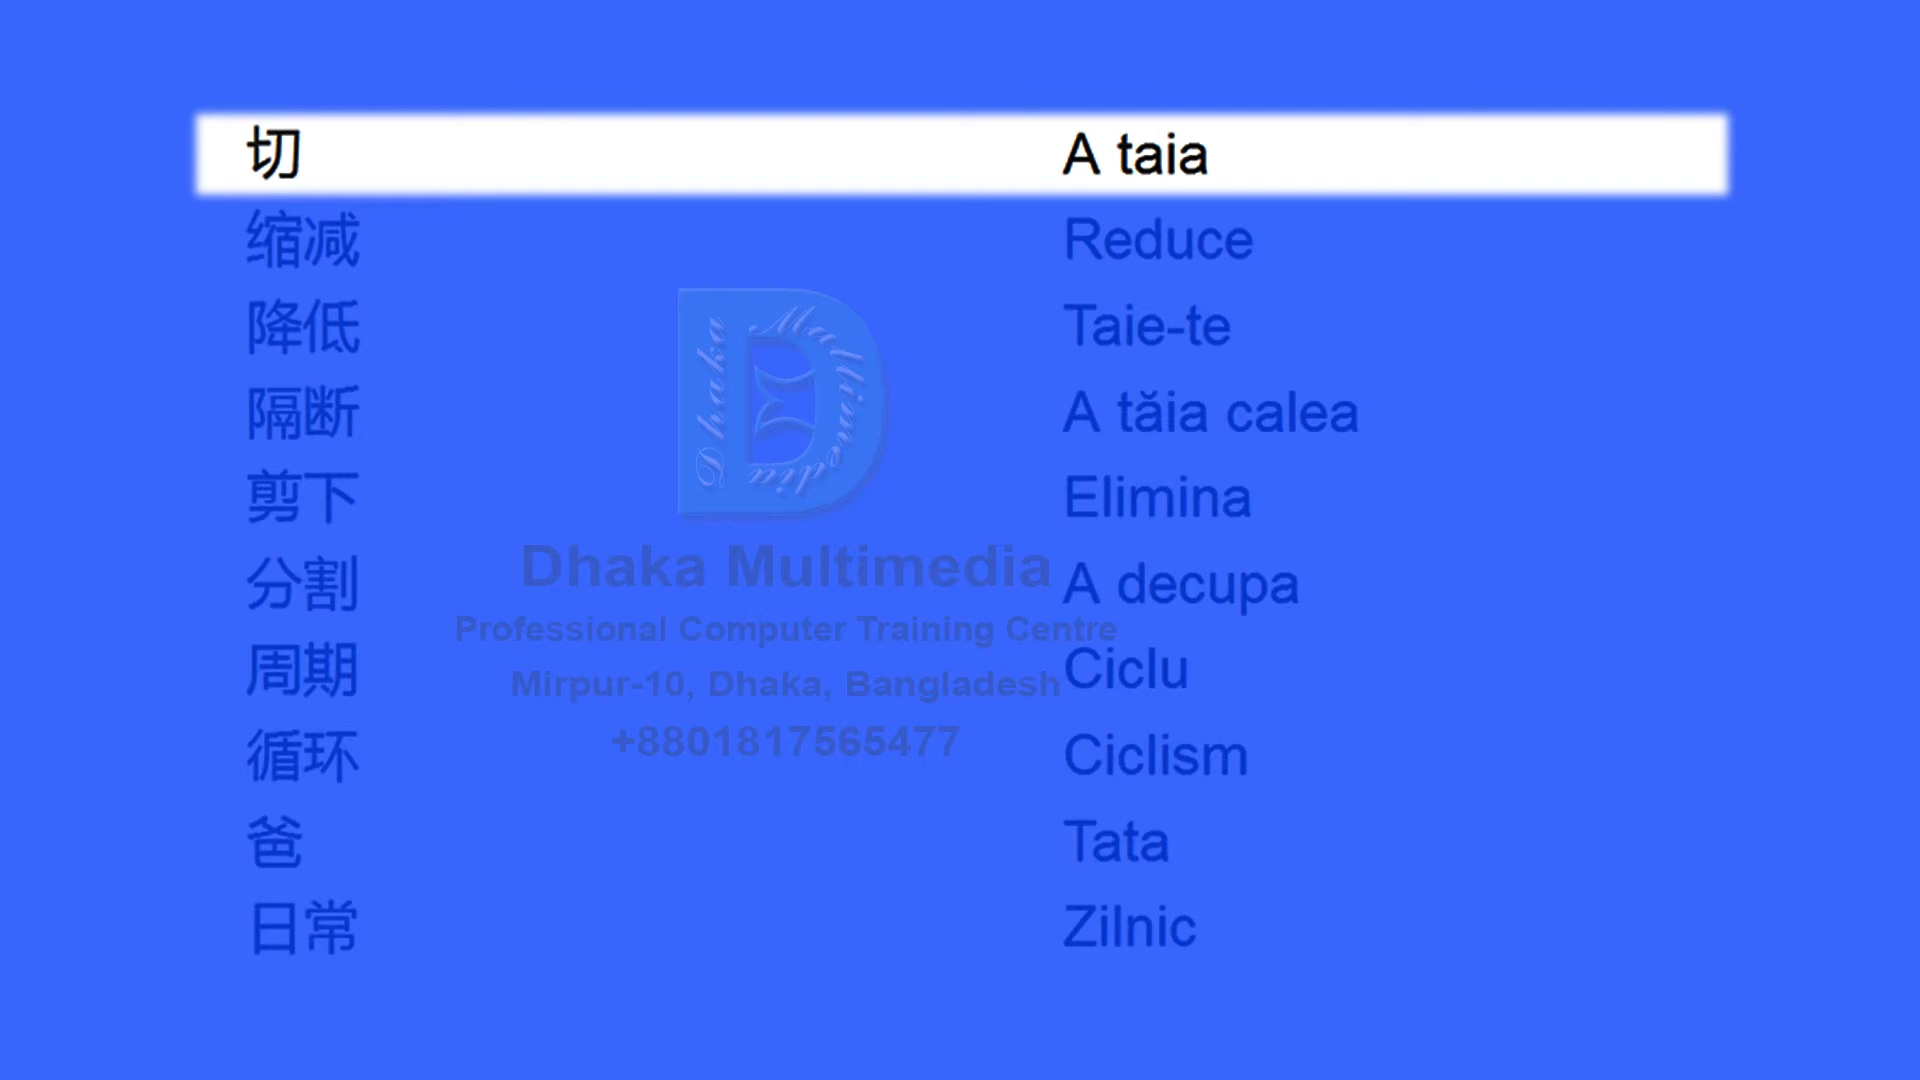 切 A taia
缩减 Reduce
降低 Taie-te
隔断 A tăia calea
剪下 Elimina
分割 A decupa
周期 Ciclu
循环 Ciclism
爸 Tata
日常 Zilnic
Dhaka Multimedia
Dhaka Multimedia
Professional Computer Training Centre
Mirpur-10, Dhaka, Bangladesh
+8801817565477